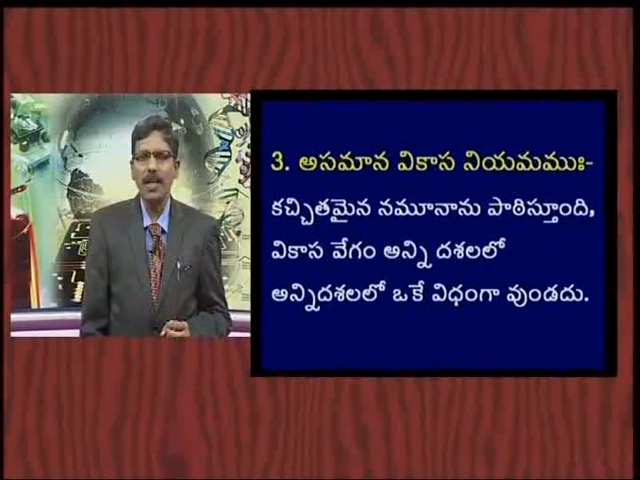 3. అసమాన వికాస నియమముః-
కచ్చితమైన నమూనాను పాఠిస్తూంది,
వికాస వేగం అన్ని దశలలో
అన్నిదశలలో ఒకే విధంగా వుండదు.